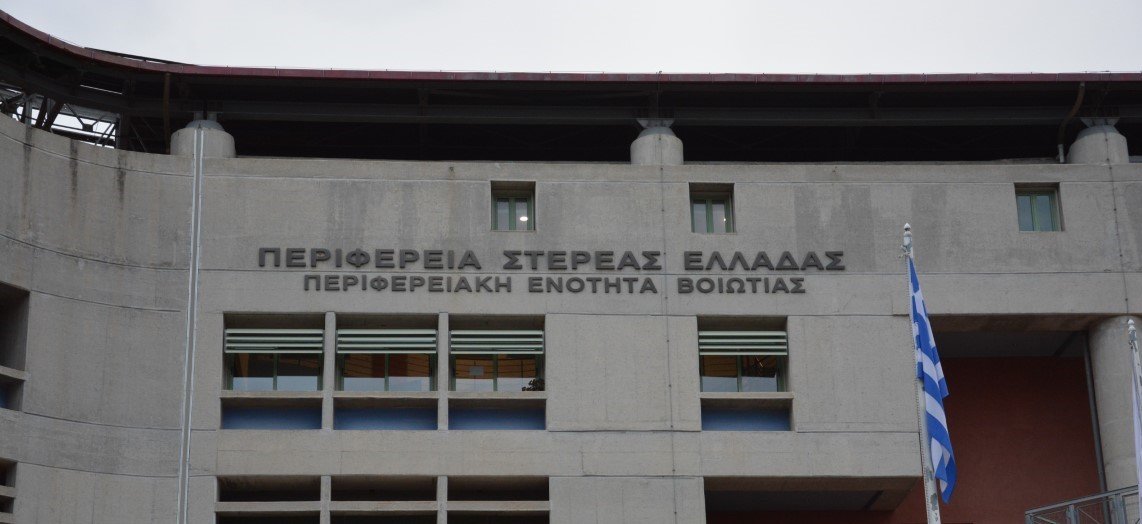 ΠΕΡΙΦΕΡΕΙΑ ΣΤΕΡΕΑΣ ΕΛΛΑΔΑΣ
ΠΕΡΙΦΕΡΕΙΑΚΗ ΕΝΟΤΗΤΑ ΒΟΙΩΤΙΑΣ